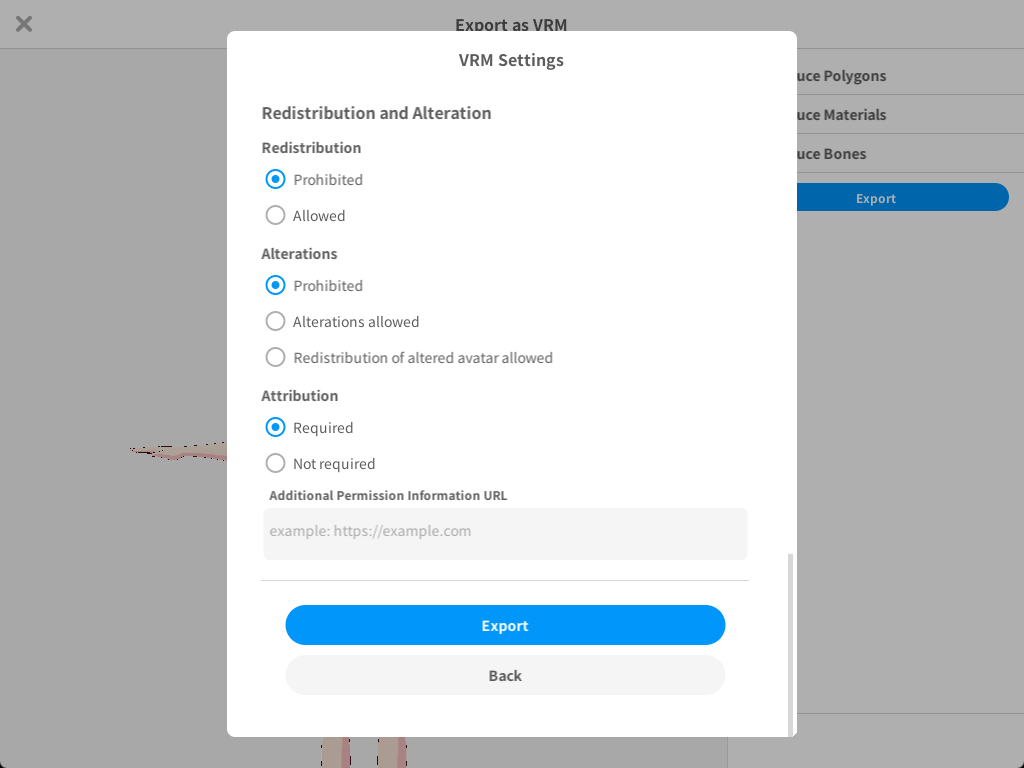 Export as VRM
VRM Settings
uce Polygons
Redistribution and Alteration
uce Materials
Redistribution
uce Bones
Prohibited
Export
Allowed
Alterations
Prohibited
Alterations allowed
Redistribution of altered avatar allowed
Attribution
Required
Not required
Additional Permission Information URL
example: https://example.com
Export
Back